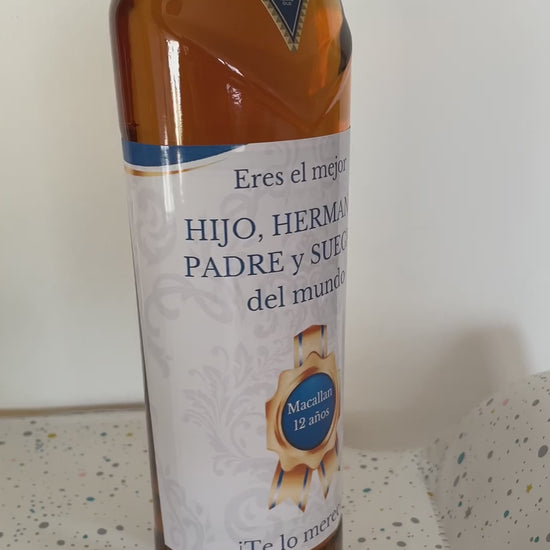 Eres el mejor
HIJO, HERMAN
PADRE y SUEG
del mundo
Macallan
12 años
¡Te lo merec